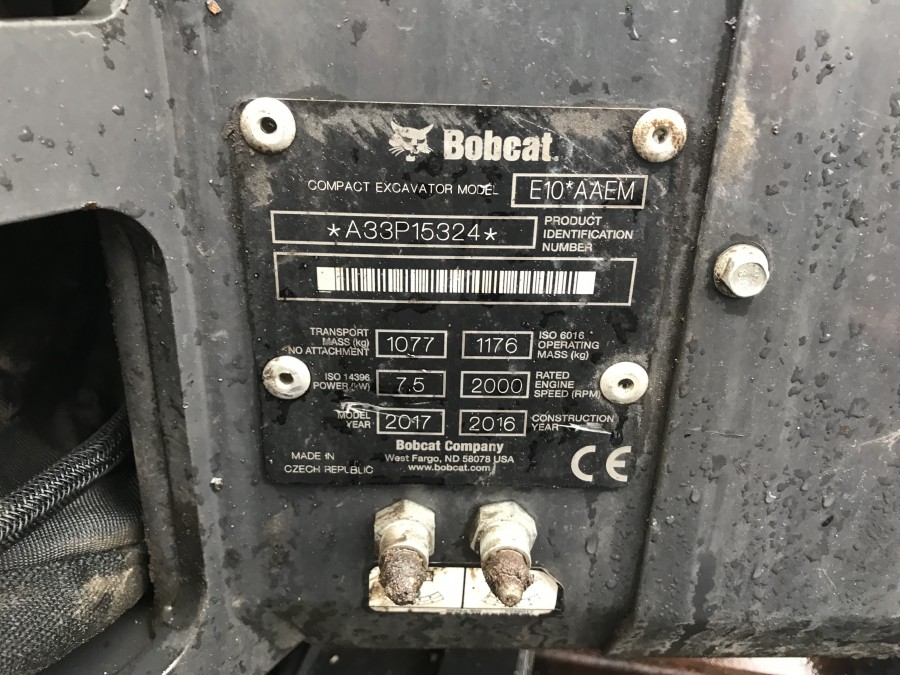 Bobcat
COMPACT EXCAVATOR MODEL E10*AAEM
*A33P15324*
PRODUCT
IDENTIFICATION
NUMBER
TRANSPORT
MASS (kg)
NO ATTACHMENT
1077
1176
ISO 6016
OPERATING
MASS (kg)
ISO 14396
POWER (kW)
7.5
2000
RATED
ENGINE
SPEED (RPM)
MODEL
YEAR
2017
2016
CONSTRUCTION
YEAR
Bobcat Company
West Fargo, ND 58078 USA
www.bobcat.com
MADE IN
CZECH REPUBLIC
CE